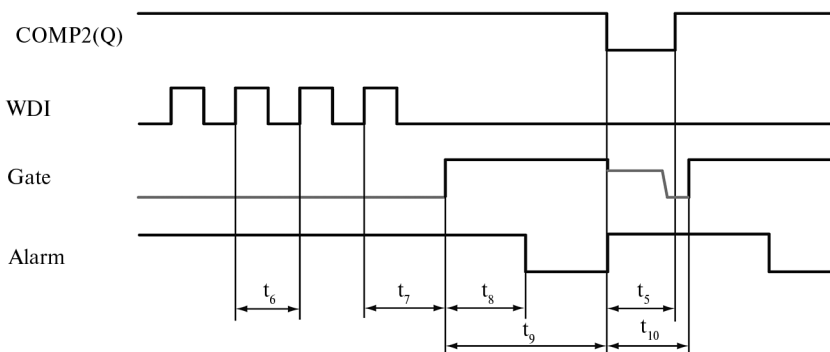 COMP2(Q)
WDI
Gate
Alarm
t₆
t₇
t₈
t₅
t₉
t₁₀